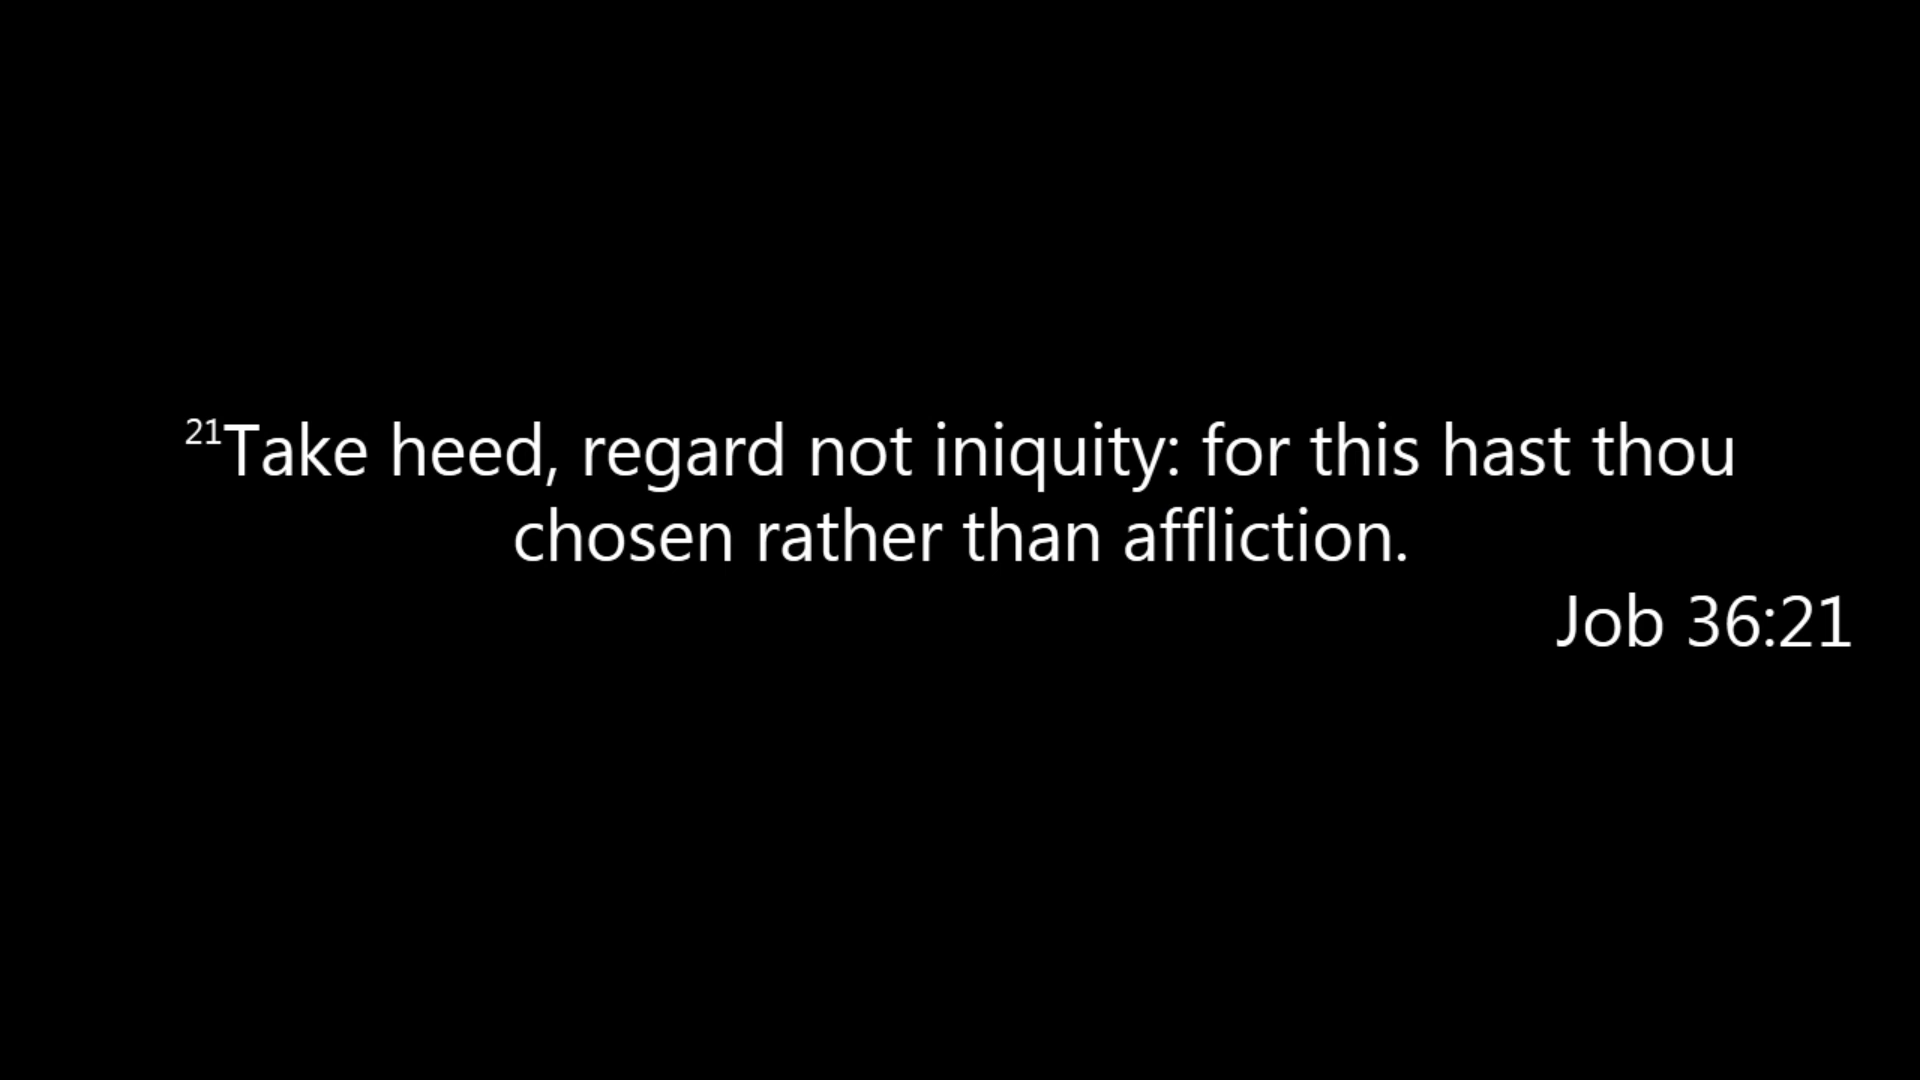 21Take heed, regard not iniquity: for this hast thou
chosen rather than affliction.
Job 36:21